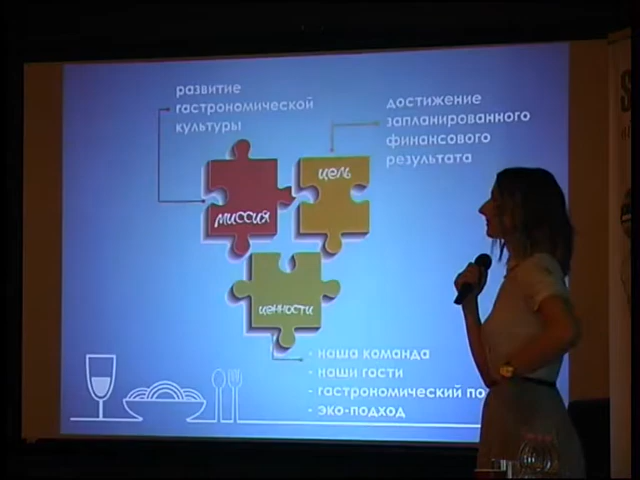 развитие
гастрономической
культуры
достижение
запланированного
финансового
результата
миссия
цель
ценности
- наша команда
- наши гости
- гастрономический по
- эко-подход